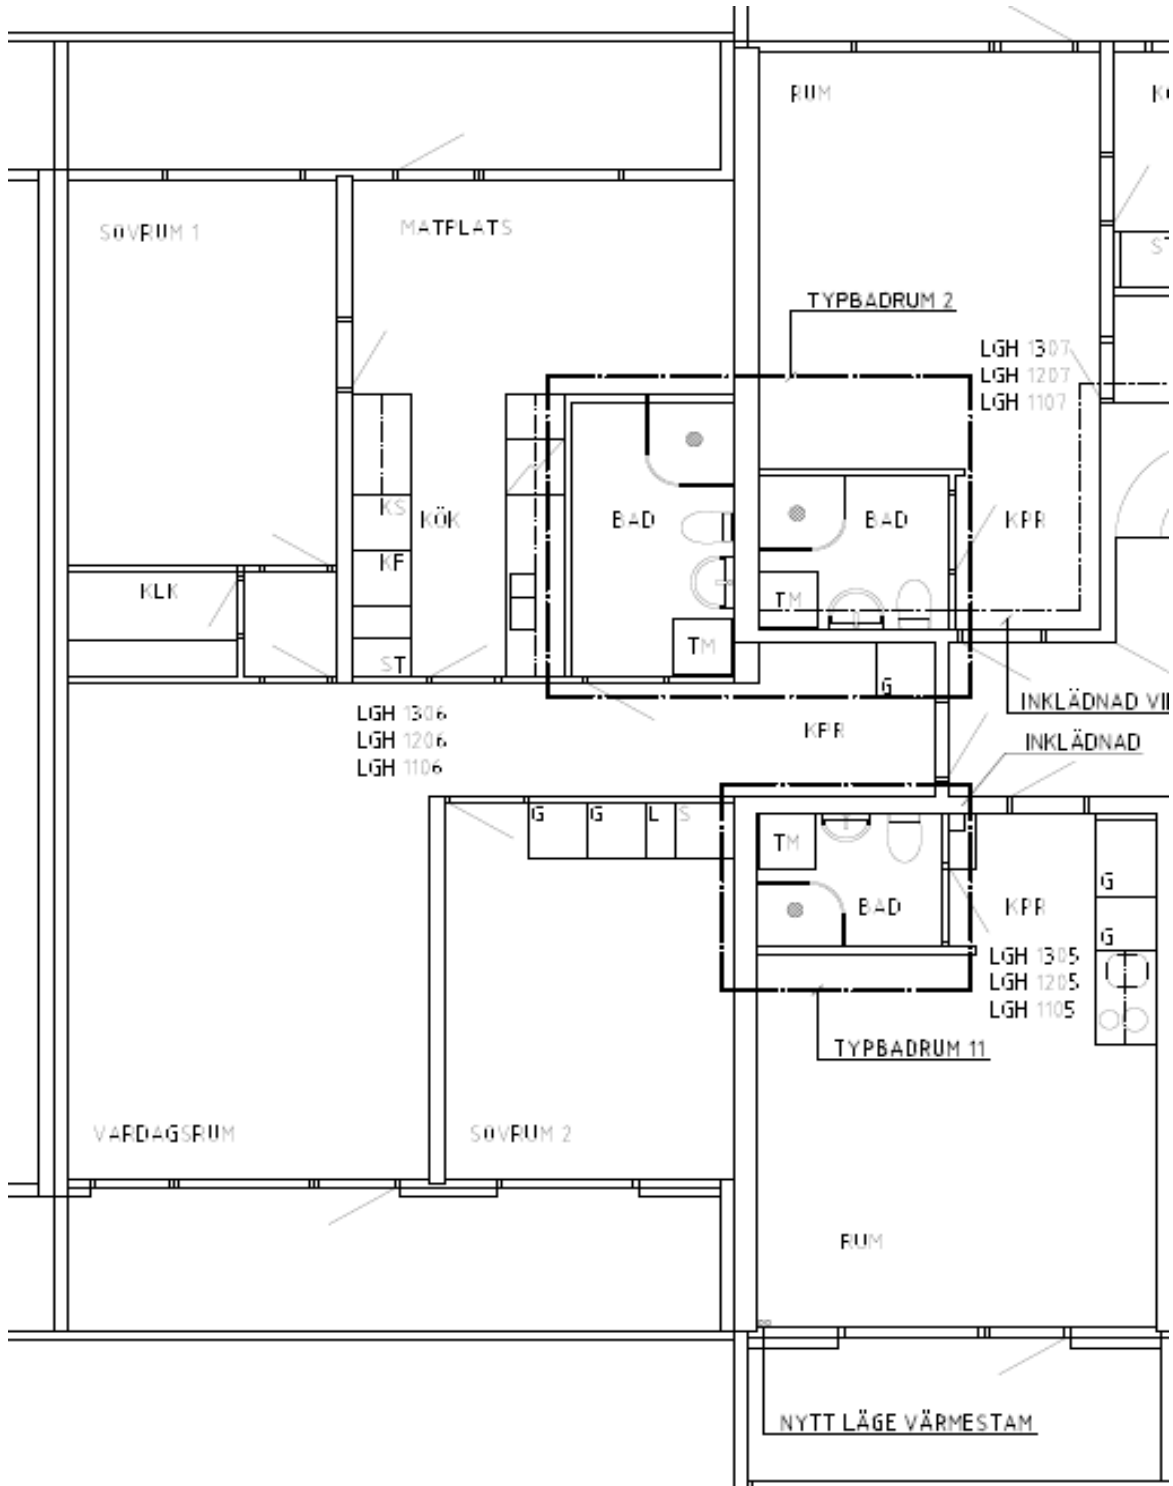 RUM
SOVRUM 1
MATPLATS
ST
TYPBADRUM 2
LGH 1307
LGH 1207
LGH 1107
KS
KÖK
BAD
BAD
KPR
KF
KLK
TM
TM
ST
G
LGH 1306
LGH 1206
LGH 1106
KPR
INKLÄDNAD
INKLÄDNAD
G
G
L
S
TM
BAD
KPR
G
G
LGH 1305
LGH 1205
LGH 1105
TYPBADRUM 11
VARDAGSRUM
SOVRUM 2
RUM
NYTT LÄGE VÄRMESTAM